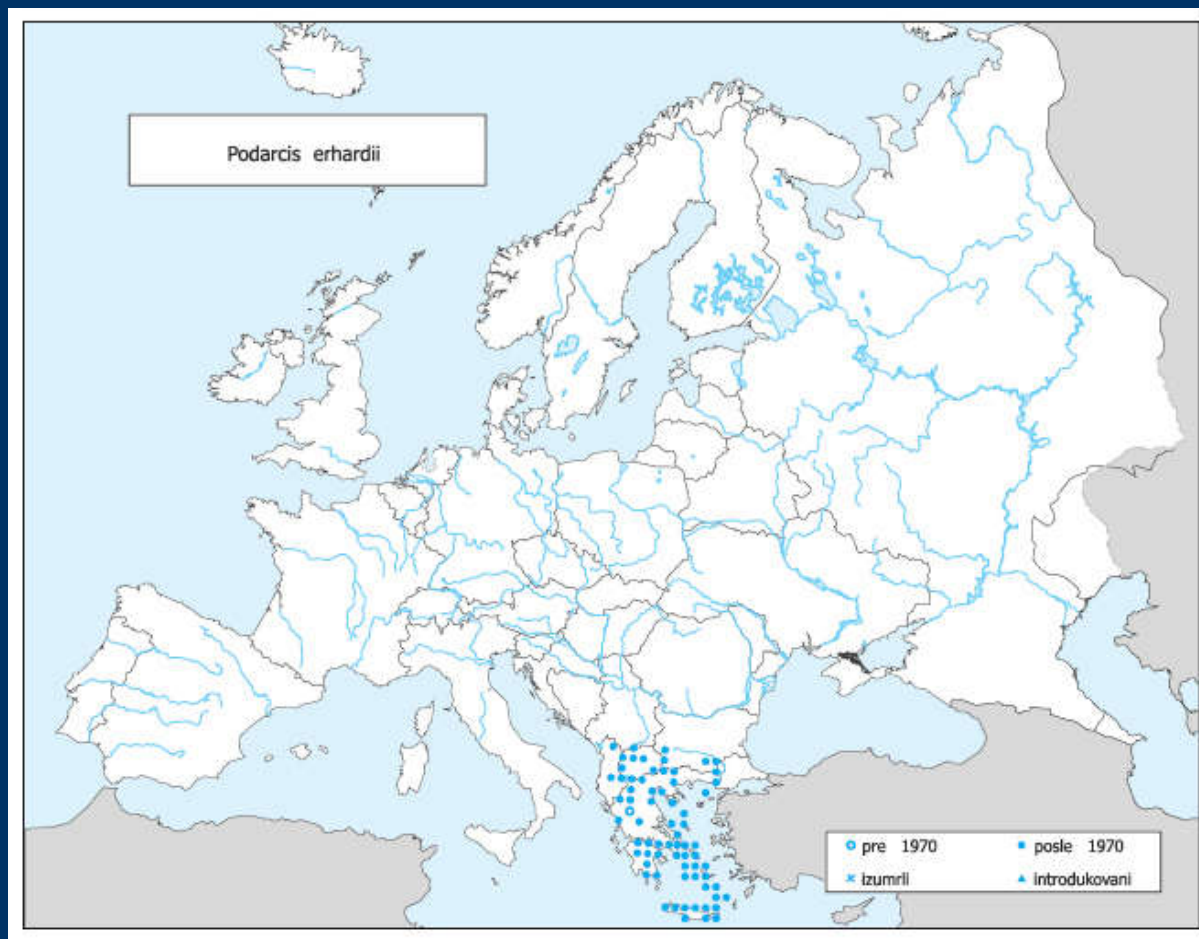 Podarcis erhardii
pre 1970
posle 1970
izumrli
introdukovani